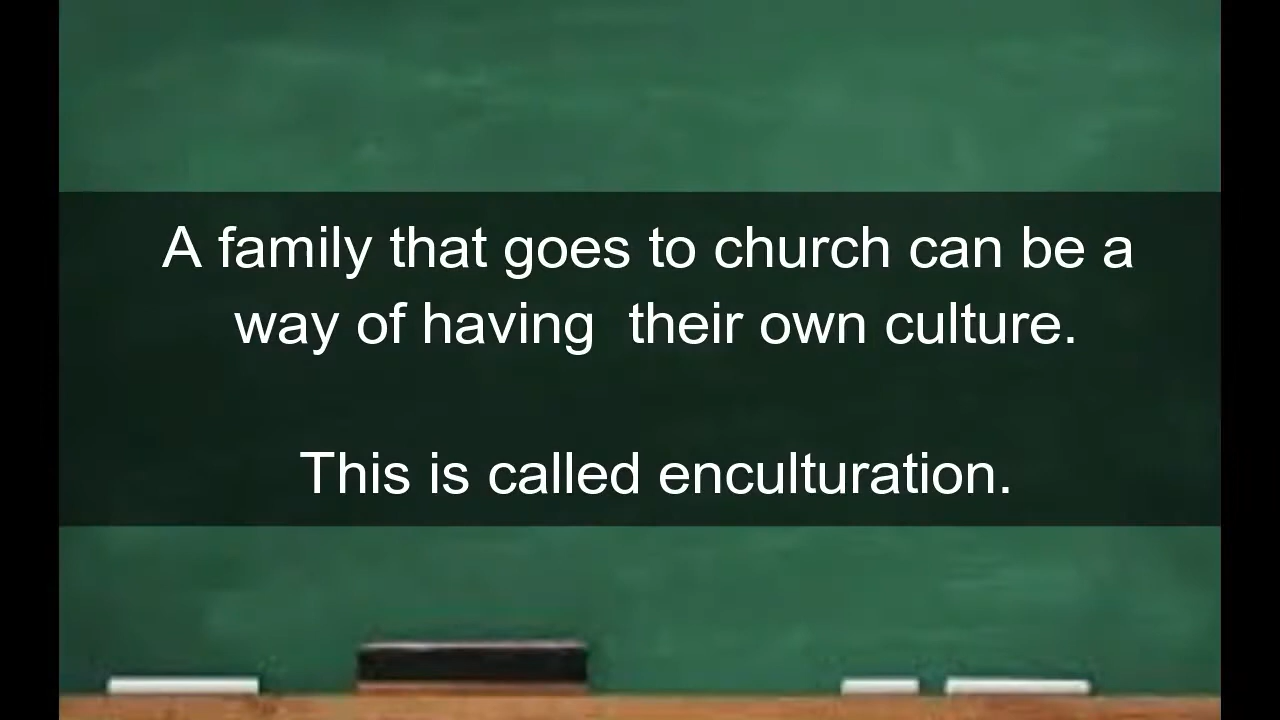 A family that goes to church can be a
way of having  their own culture.
This is called enculturation.